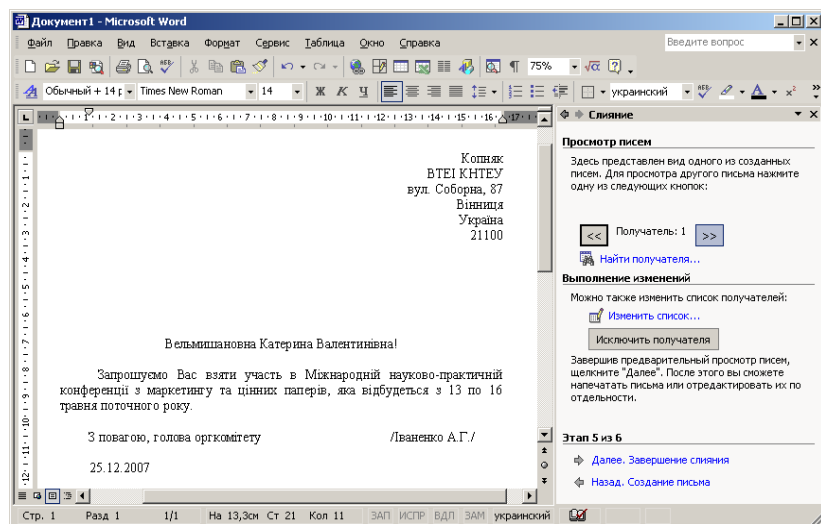 Документ1 - Microsoft Word
Файл Правка Вид Вставка Формат Сервис Таблица Окно Справка Введите вопрос
75%
Обычный + 14 г Times New Roman 14 Ж К Ч украинский
Слияние
Просмотр писем
Здесь представлен вид одного из созданных
писем. Для просмотра другого письма нажмите
одну из следующих кнопок:
<< Получатель: 1 >>
Найти получателя...
Выполнение изменений
Можно также изменить список получателей:
Изменить список...
Исключить получателя
Завершив предварительный просмотр писем,
щелкните "Далее". После этого вы сможете
напечатать письма или отредактировать их по
отдельности.
Этап 5 из 6
Далее. Завершение слияния
Назад. Создание письма
Копняк
ВТЕІ КНТЕУ
вул. Соборна, 87
Вінниця
Україна
21100
Вельмишановна Катерина Валентинівна!
Запрошуємо Вас взяти участь в Міжнародній науково-практичній
конференції з маркетингу та цінних паперів, яка відбудеться з 13 по 16
травня поточного року.
З повагою, голова оргкомітету /Іваненко А.Г./
25.12.2007
Стр. 1 Разд 1 1/1 На 13,3см Ст 21 Кол 11 ЗАП ИСПР ВДЛ ЗАМ украинский